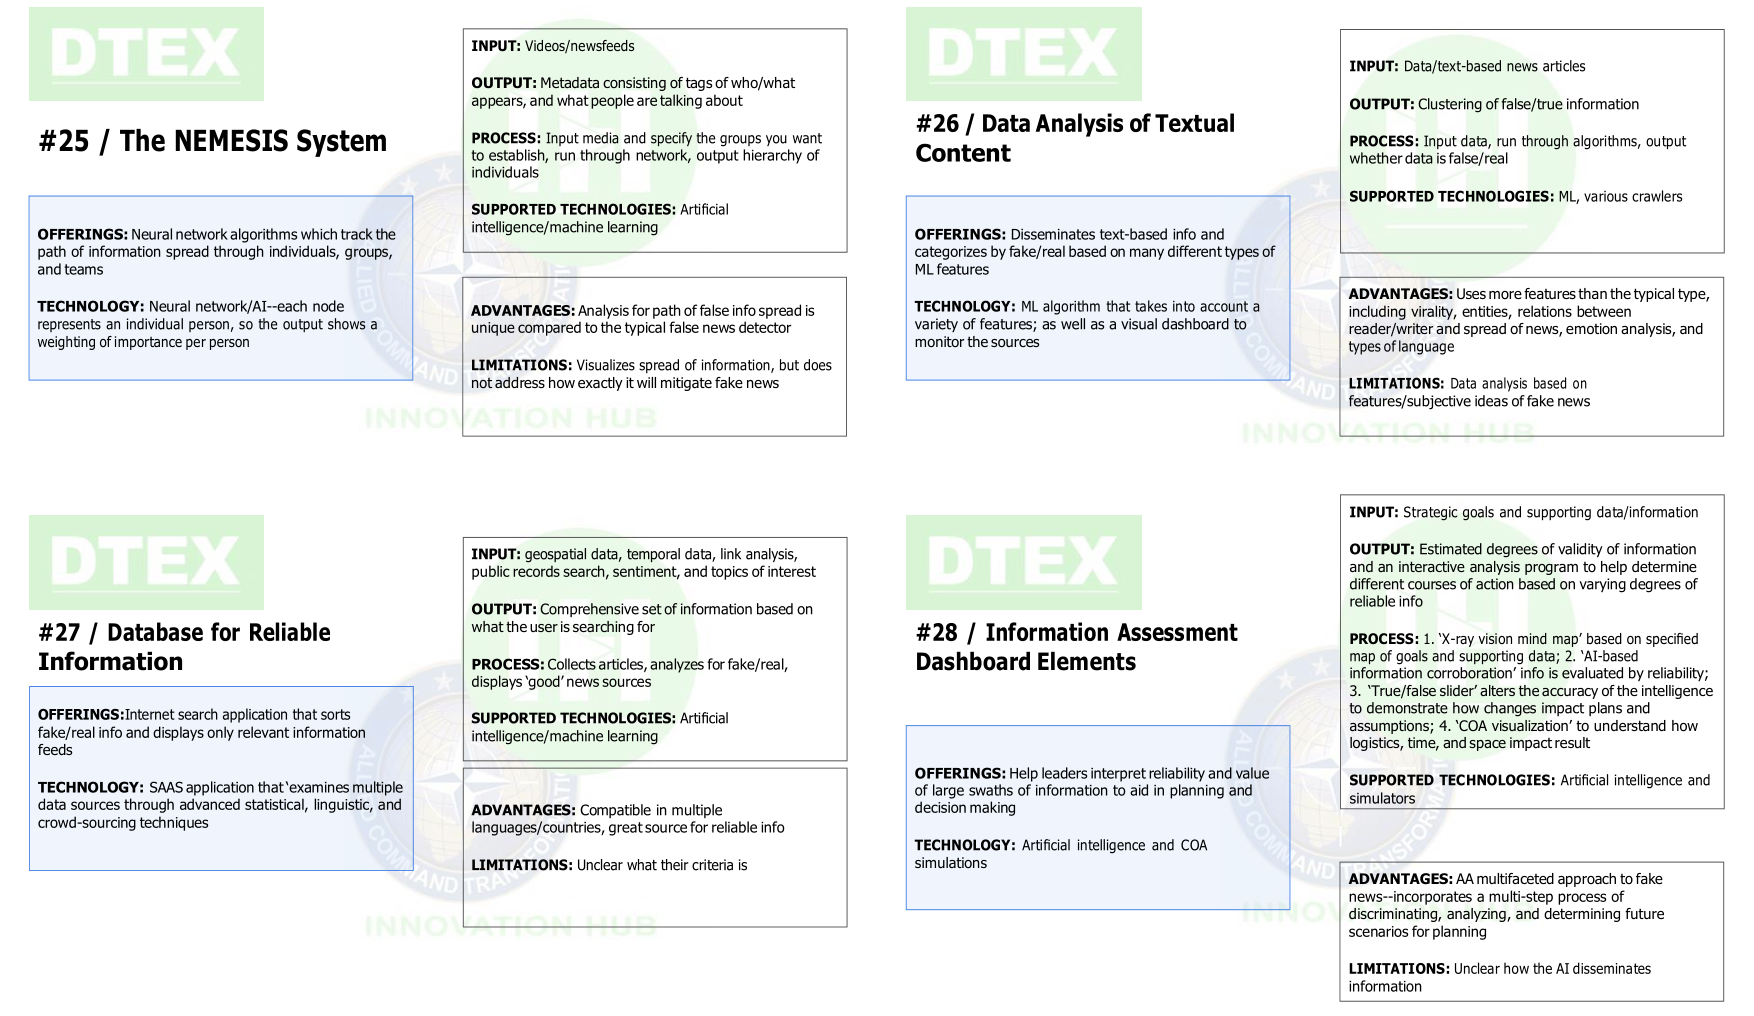 DTEX
#25 / The NEMESIS System
OFFERINGS: Neural network algorithms which track the
path of information spread through individuals, groups,
and teams
TECHNOLOGY: Neural network/AI--each node
represents an individual person, so the output shows a
weighting of importance per person
INPUT: Videos/newsfeeds
OUTPUT: Metadata consisting of tags of who/what
appears, and what people are talking about
PROCESS: Input media and specify the groups you want
to establish, run through network, output hierarchy of
individuals
SUPPORTED TECHNOLOGIES: Artificial
intelligence/machine learning
ADVANTAGES: Analysis for path of false info spread is
unique compared to the typical false news detector
LIMITATIONS: Visualizes spread of information, but does
not address how exactly it will mitigate fake news
INNOVATION HUB
DTEX
#26 / Data Analysis of Textual
Content
OFFERINGS: Disseminates text-based info and
categorizes by fake/real based on many different types of
ML features
TECHNOLOGY: ML algorithm that takes into account a
variety of features; as well as a visual dashboard to
monitor the sources
INPUT: Data/text-based news articles
OUTPUT: Clustering of false/true information
PROCESS: Input data, run through algorithms, output
whether data is false/real
SUPPORTED TECHNOLOGIES: ML, various crawlers
ADVANTAGES: Uses more features than the typical type,
including virality, entities, relations between
reader/writer and spread of news, emotion analysis, and
types of language
LIMITATIONS: Data analysis based on
features/subjective ideas of fake news
INNOVATION HUB
DTEX
#27 / Database for Reliable
Information
OFFERINGS:Internet search application that sorts
fake/real info and displays only relevant information
feeds
TECHNOLOGY: SAAS application that ‘examines multiple
data sources through advanced statistical, linguistic, and
crowd-sourcing techniques
INPUT: geospatial data, temporal data, link analysis,
public records search, sentiment, and topics of interest
OUTPUT: Comprehensive set of information based on
what the user is searching for
PROCESS: Collects articles, analyzes for fake/real,
displays ‘good’ news sources
SUPPORTED TECHNOLOGIES: Artificial
intelligence/machine learning
ADVANTAGES: Compatible in multiple
languages/countries, great source for reliable info
LIMITATIONS: Unclear what their criteria is
INNOVATION HUB
DTEX
#28 / Information Assessment
Dashboard Elements
OFFERINGS: Help leaders interpret reliability and value
of large swaths of information to aid in planning and
decision making
TECHNOLOGY: Artificial intelligence and COA
simulations
INPUT: Strategic goals and supporting data/information
OUTPUT: Estimated degrees of validity of information
and an interactive analysis program to help determine
different courses of action based on varying degrees of
reliable info
PROCESS: 1. ‘X-ray vision mind map’ based on specified
map of goals and supporting data; 2. ‘AI-based
information corroboration’ info is evaluated by reliability;
3. ‘True/false slider’ alters the accuracy of the intelligence
to demonstrate how changes impact plans and
assumptions; 4. ‘COA visualization’ to understand how
logistics, time, and space impact result
SUPPORTED TECHNOLOGIES: Artificial intelligence and
simulators
ADVANTAGES: AA multifaceted approach to fake
news--incorporates a multi-step process of
discriminating, analyzing, and determining future
scenarios for planning
LIMITATIONS: Unclear how the AI disseminates
information